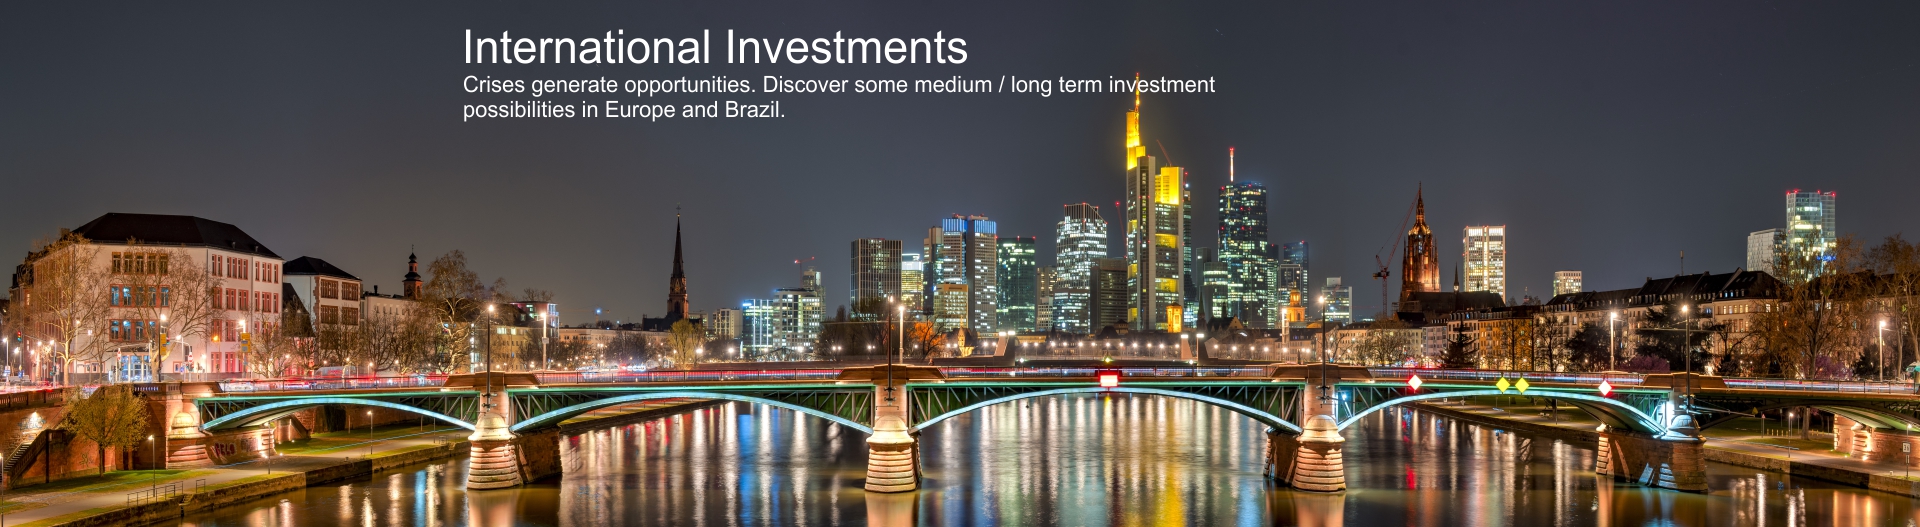 International Investments
Crises generate opportunities. Discover some medium / long term investment
possibilities in Europe and Brazil.